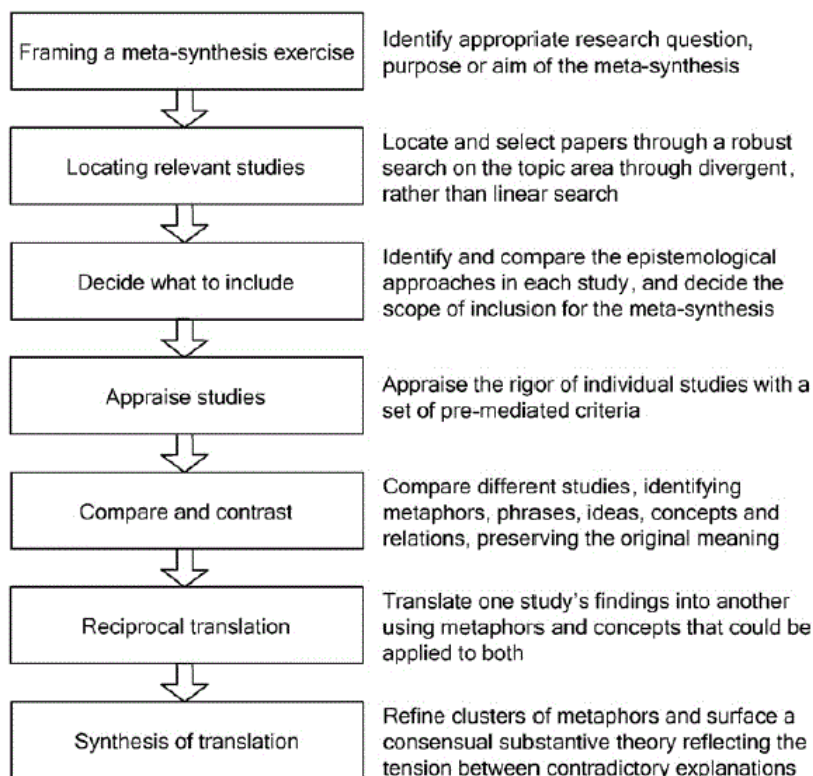 Framing a meta-synthesis exercise
Identify appropriate research question,
purpose or aim of the meta-synthesis
Locating relevant studies
Locate and select papers through a robust
search on the topic area through divergent,
rather than linear search
Decide what to include
Identify and compare the epistemological
approaches in each study, and decide the
scope of inclusion for the meta-synthesis
Appraise studies
Appraise the rigor of individual studies with a
set of pre-mediated criteria
Compare and contrast
Compare different studies, identifying
metaphors, phrases, ideas, concepts and
relations, preserving the original meaning
Reciprocal translation
Translate one study's findings into another
using metaphors and concepts that could be
applied to both
Synthesis of translation
Refine clusters of metaphors and surface a
consensual substantive theory reflecting the
tension between contradictory explanations